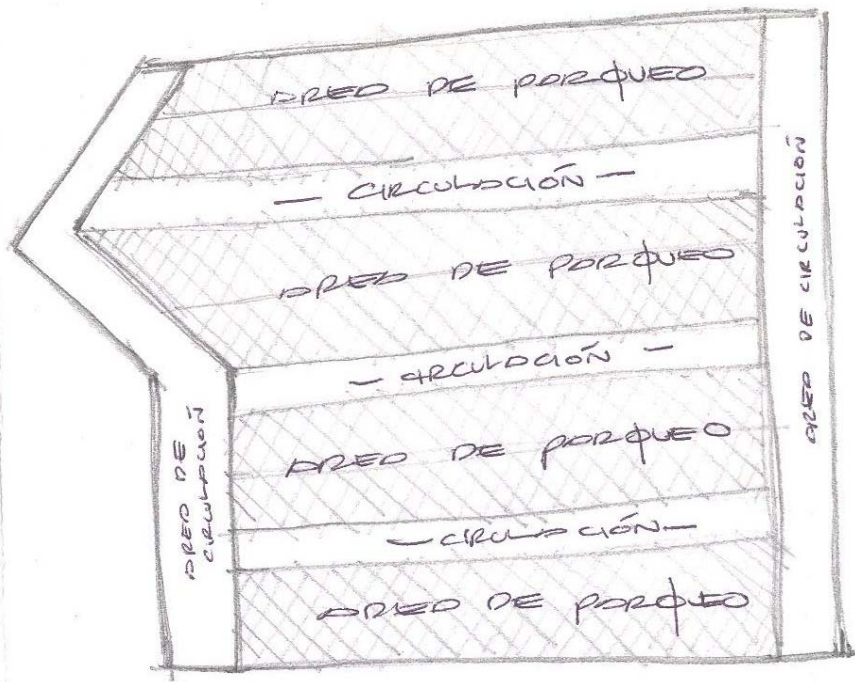 AREA DE PARQUEO
— CIRCULACIÓN —
AREA DE PARQUEO
— CIRCULACIÓN —
AREA DE PARQUEO
— CIRCULACIÓN —
AREA DE PARQUEO
AREA DE
CIRCULACIÓN
AREA DE CIRCULACIÓN